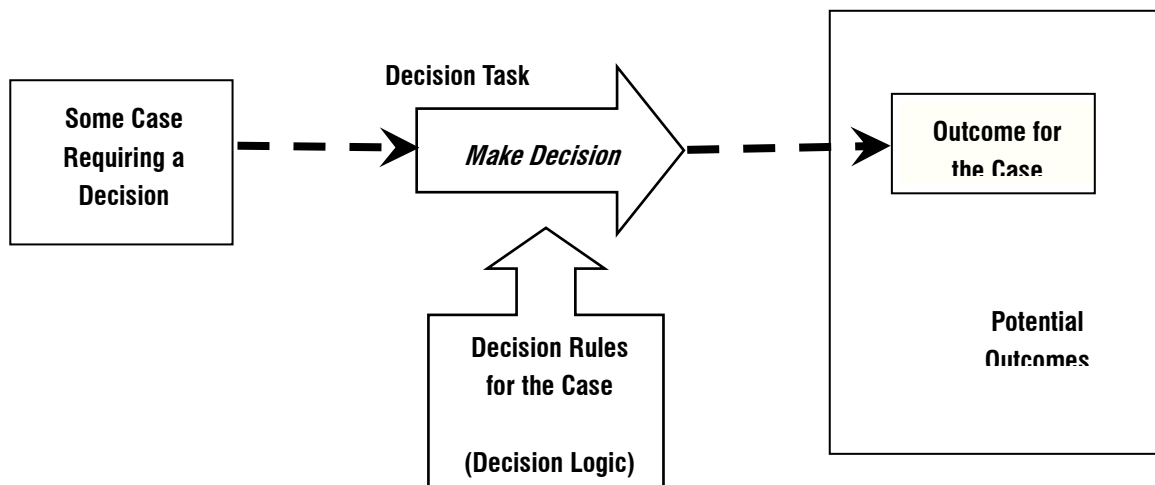 Some Case
Requiring a
Decision
Decision Task
Make Decision
Decision Rules
for the Case
(Decision Logic)
Outcome for
the Case
Potential
Outcomes